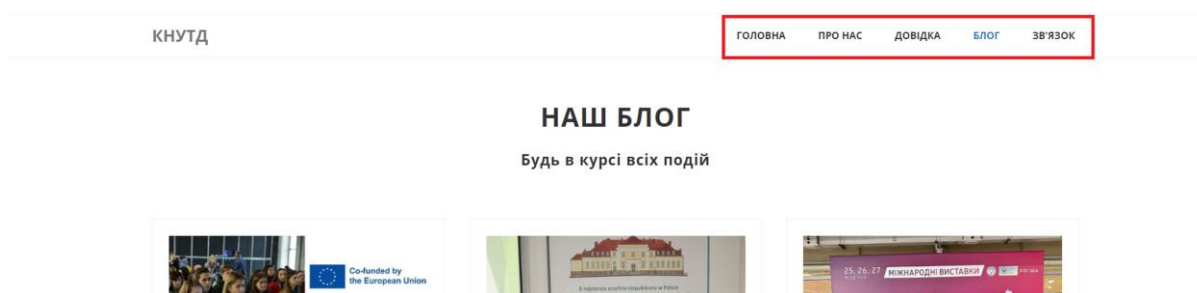 КНУТД
ГОЛОВНА ПРО НАС ДОВІДКА БЛОГ ЗВ'ЯЗОК
НАШ БЛОГ
Будь в курсі всіх подій
Co-funded by
the European Union
25, 26, 27 МІЖНАРОДНІ ВИСТАВКИ